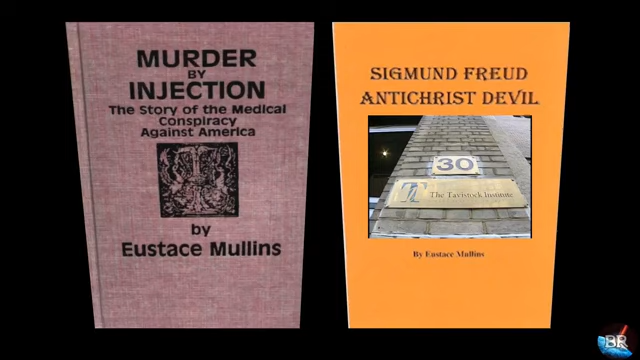 MURDER
BY
INJECTION
The Story of the Medical
Conspiracy
Against America
by
Eustace Mullins
SIGMUND FREUD
ANTICHRIST DEVIL
30
The Tavistock Institute
By Eustace Mullins
BR